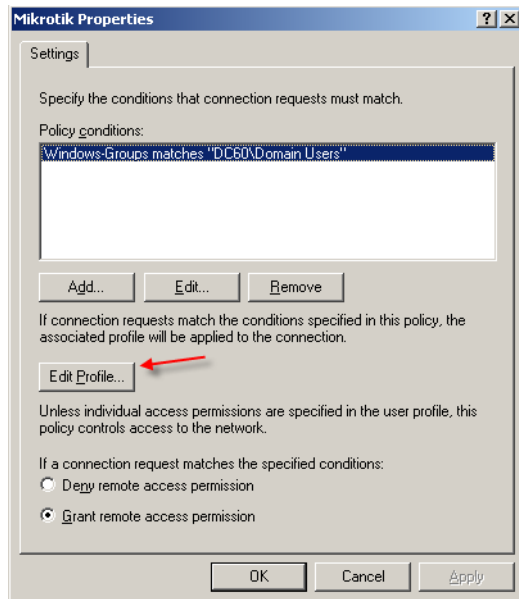 Mikrotik Properties
Settings
Specify the conditions that connection requests must match.
Policy conditions:
Windows-Groups matches "DC60\Domain Users"
Add... Edit... Remove
If connection requests match the conditions specified in this policy, the
associated profile will be applied to the connection.
Edit Profile...
Unless individual access permissions are specified in the user profile, this
policy controls access to the network.
If a connection request matches the specified conditions:
Deny remote access permission
Grant remote access permission
OK Cancel Apply